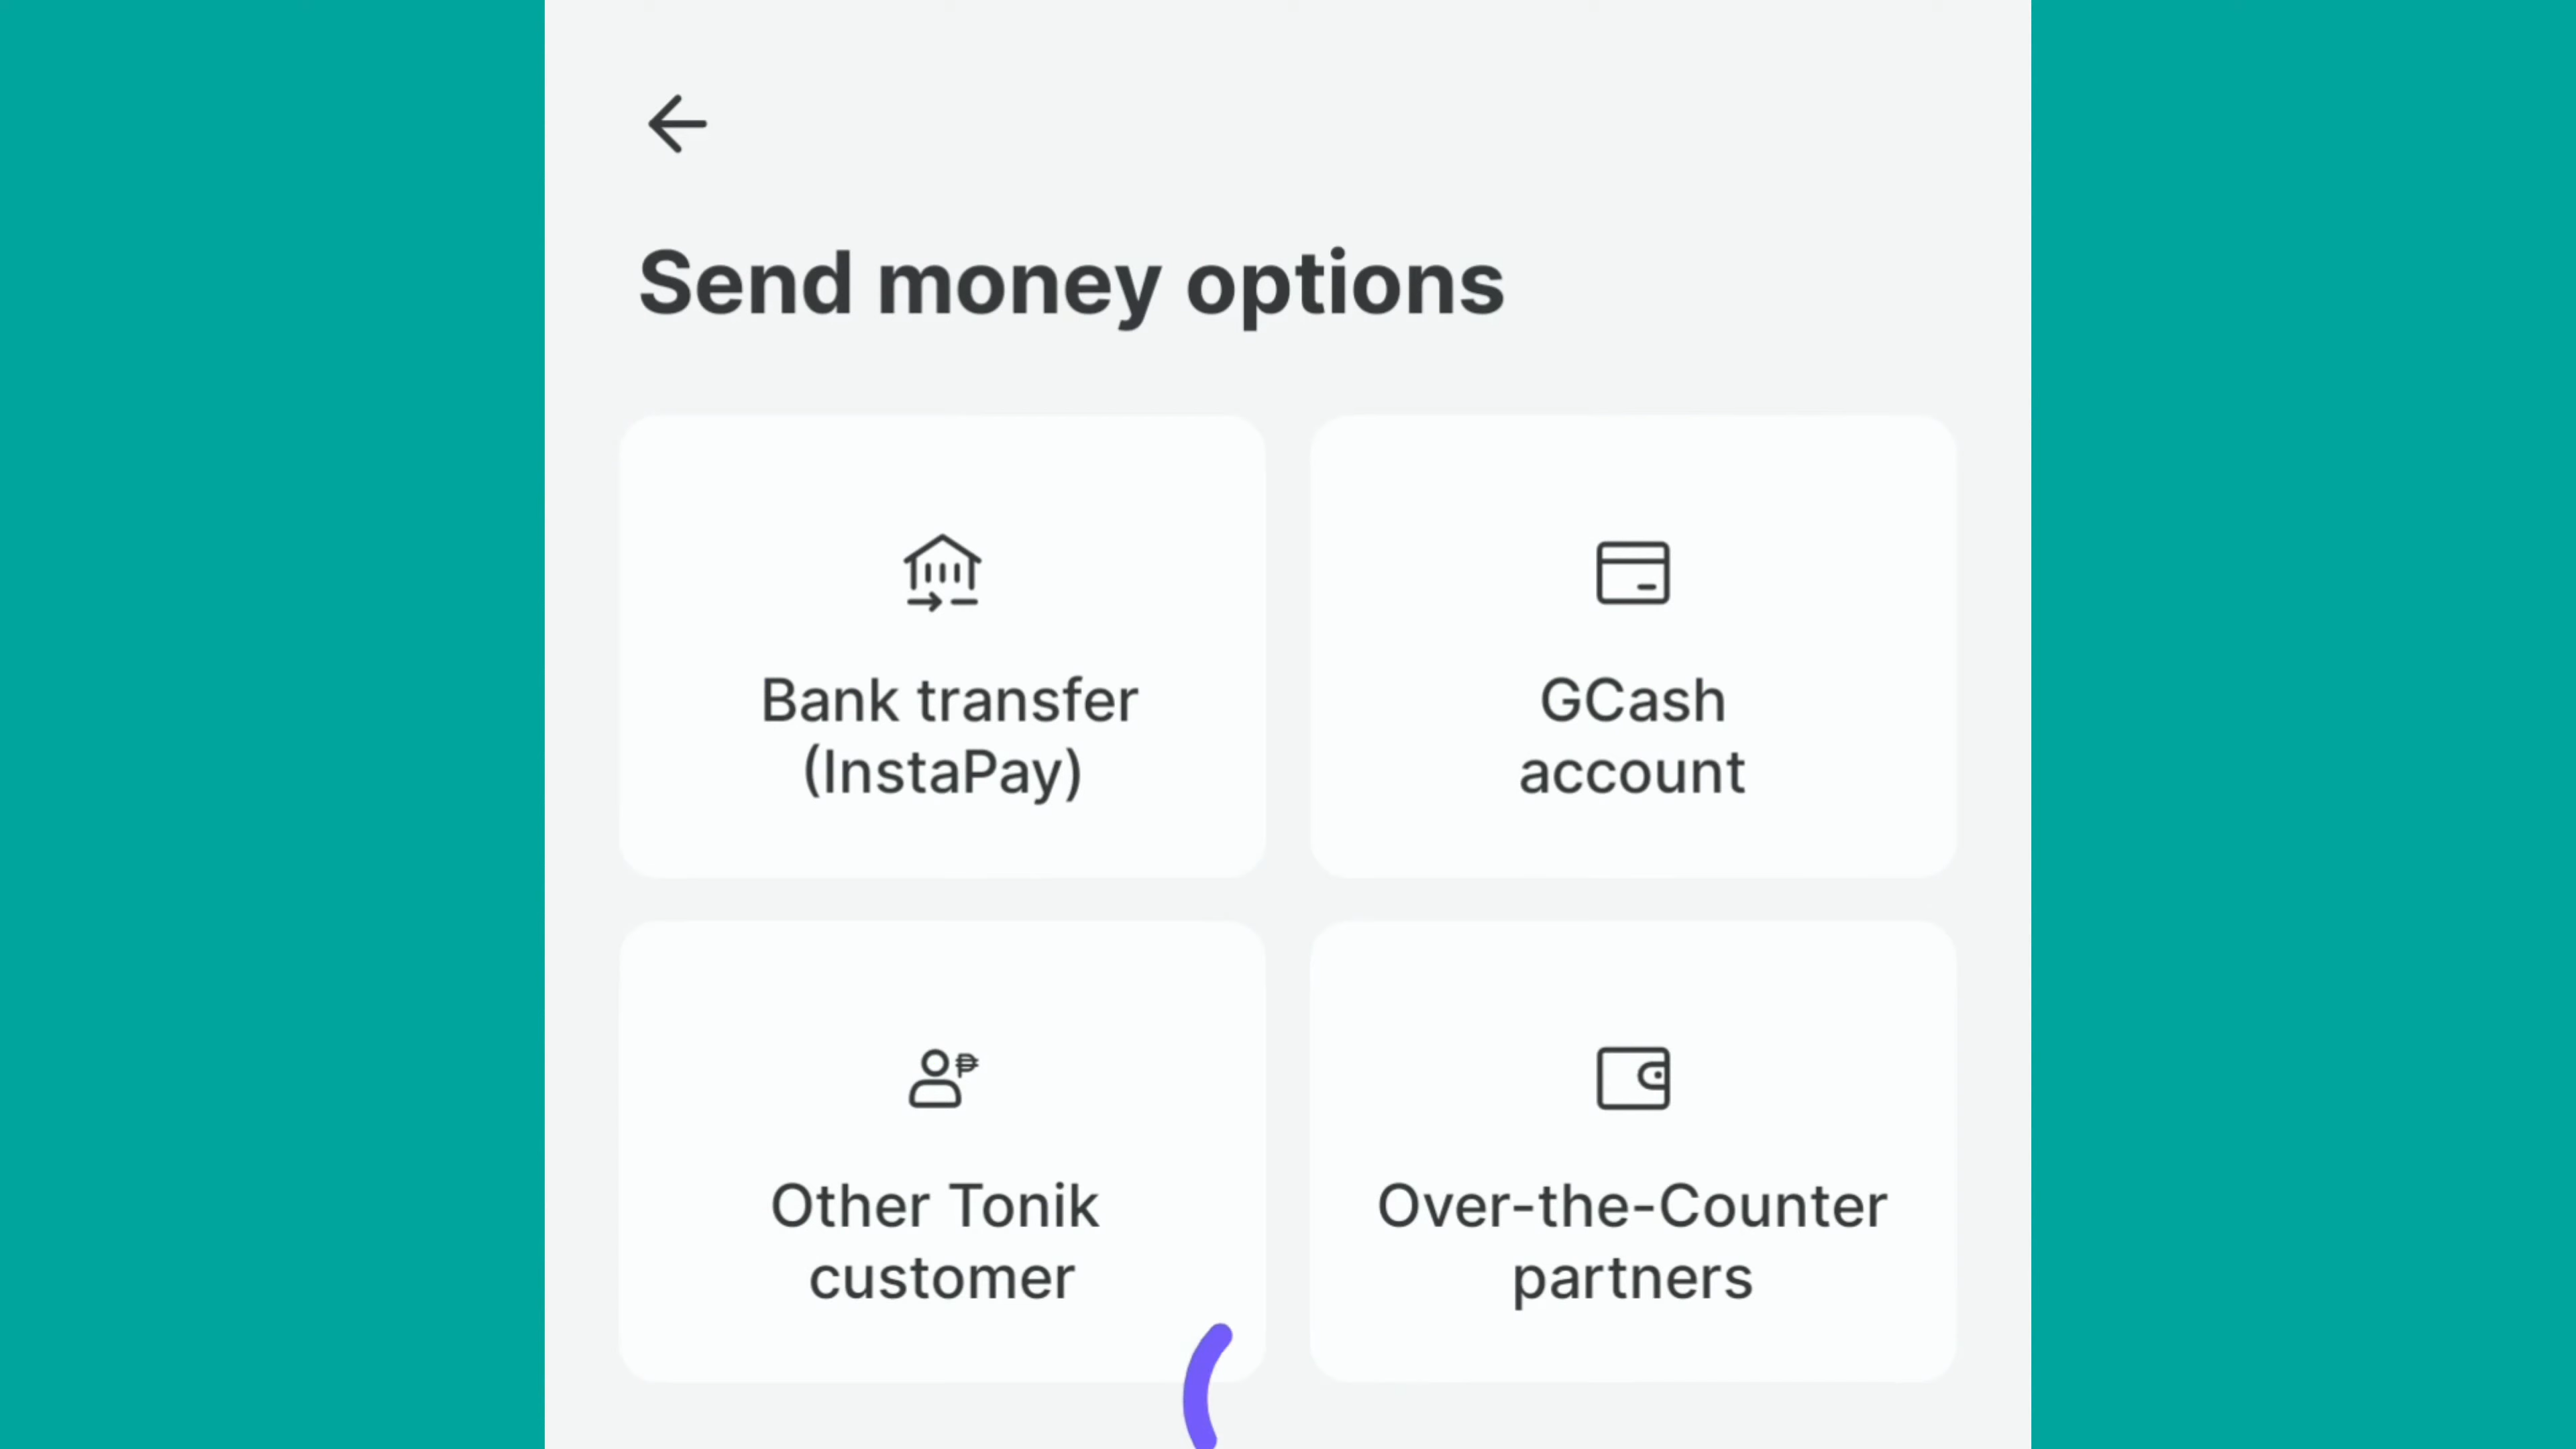 Send money options
Bank transfer
(InstaPay)
GCash
account
Other Tonik
customer
Over-the-Counter
partners